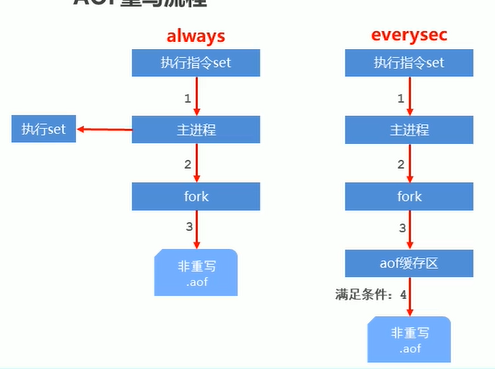 AOF重写流程
always
everysec
执行指令set
执行指令set
1
1
执行set
主进程
主进程
2
2
fork
fork
3
3
非重写
.aof
aof缓存区
满足条件：4
非重写
.aof